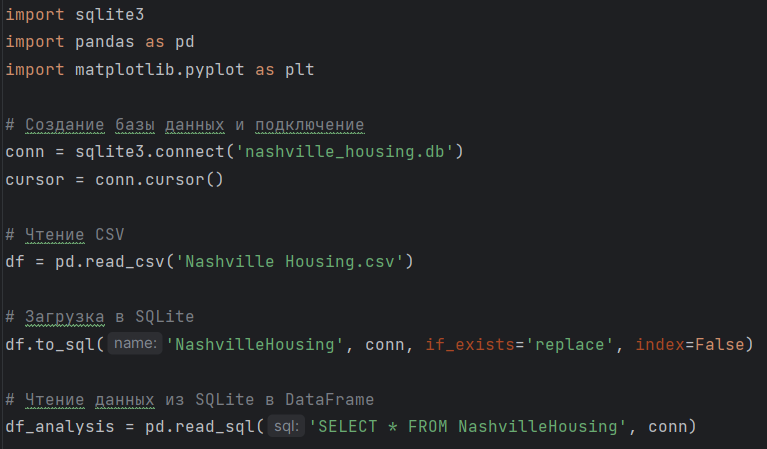 import sqlite3
import pandas as pd
import matplotlib.pyplot as plt
# Создание базы данных и подключение
conn = sqlite3.connect('nashville_housing.db')
cursor = conn.cursor()
# Чтение CSV
df = pd.read_csv('Nashville Housing.csv')
# Загрузка в SQLite
df.to_sql( name: 'NashvilleHousing', conn, if_exists='replace', index=False)
# Чтение данных из SQLite в DataFrame
df_analysis = pd.read_sql( sql: 'SELECT * FROM NashvilleHousing', conn)